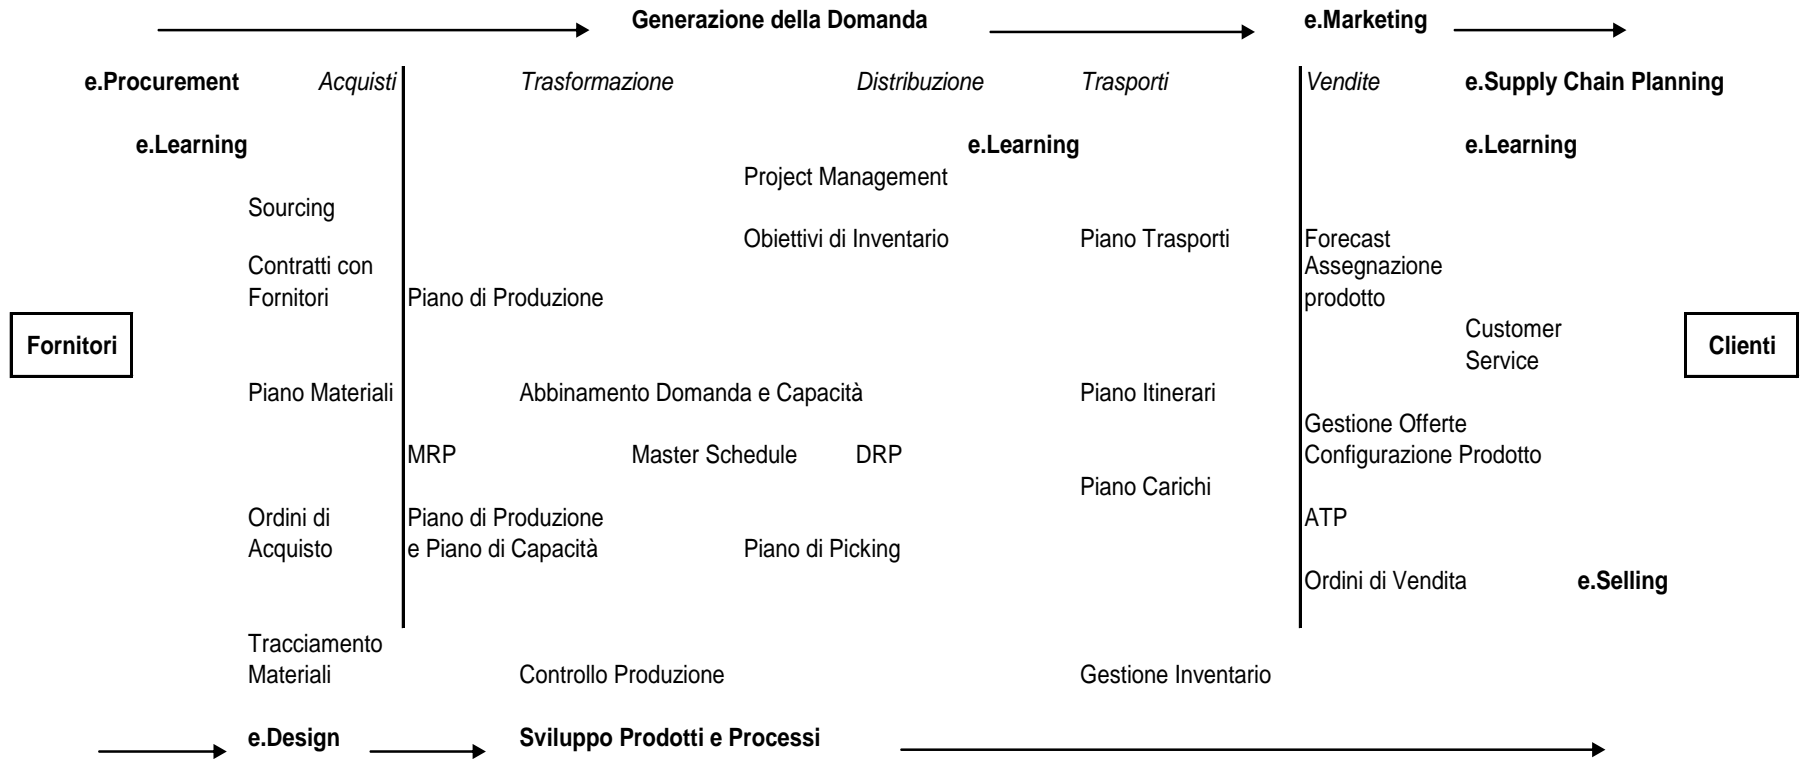 Generazione della Domanda e.Marketing
e.Procurement Acquisti Trasformazione Distribuzione Trasporti Vendite e.Supply Chain Planning
e.Learning e.Learning e.Learning
Project Management
Sourcing
Obiettivi di Inventario Piano Trasporti Forecast
Contratti con Assegnazione
Fornitori Piano di Produzione prodotto
Customer
Fornitori Clienti
Service
Piano Materiali Abbinamento Domanda e Capacità Piano Itinerari
Gestione Offerte
MRP Master Schedule DRP Configurazione Prodotto
Piano Carichi
Ordini di Piano di Produzione ATP
Acquisto e Piano di Capacità Piano di Picking
Ordini di Vendita e.Selling
Tracciamento
Materiali Controllo Produzione Gestione Inventario
e.Design Sviluppo Prodotti e Processi